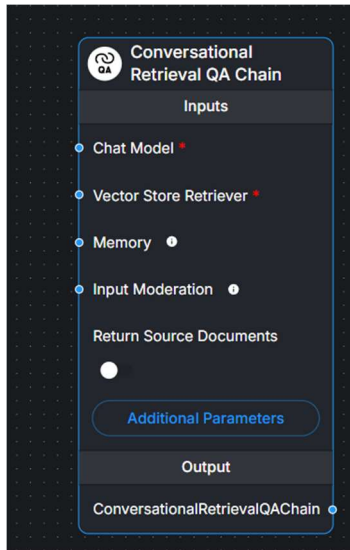 QA
Conversational
Retrieval QA Chain
Inputs
Chat Model *
Vector Store Retriever *
Memory
Input Moderation
Return Source Documents
Additional Parameters
Output
ConversationalRetrievalQAChain